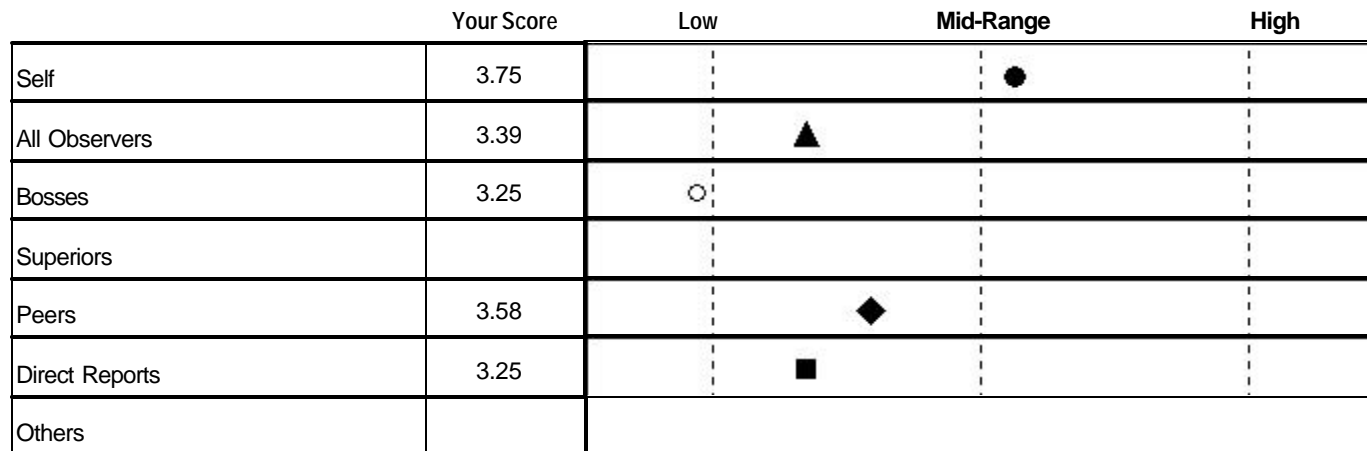 Your Score Low Mid-Range High
Self 3.75
All Observers 3.39
Bosses 3.25
Superiors
Peers 3.58
Direct Reports 3.25
Others